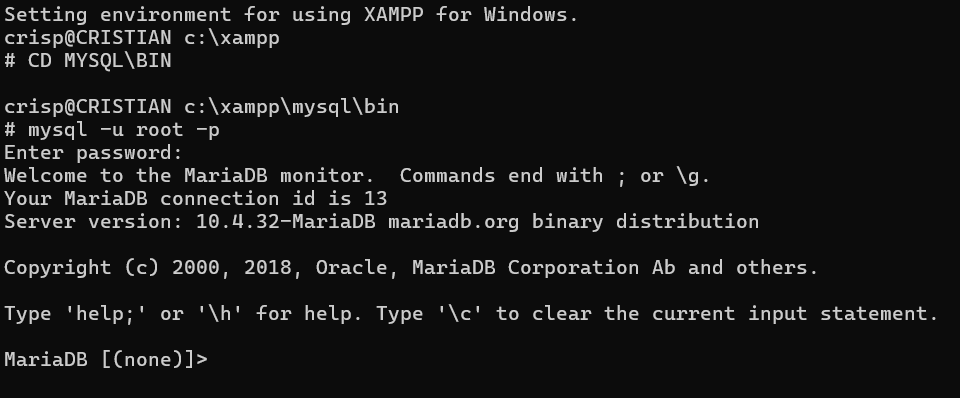 Setting environment for using XAMPP for Windows.
crisp@CRISTIAN c:\xampp
# CD MYSQL\BIN
crisp@CRISTIAN c:\xampp\mysql\bin
# mysql -u root -p
Enter password:
Welcome to the MariaDB monitor.  Commands end with ; or \g.
Your MariaDB connection id is 13
Server version: 10.4.32-MariaDB mariadb.org binary distribution
Copyright (c) 2000, 2018, Oracle, MariaDB Corporation Ab and others.
Type 'help;' or '\h' for help. Type '\c' to clear the current input statement.
MariaDB [(none)]>